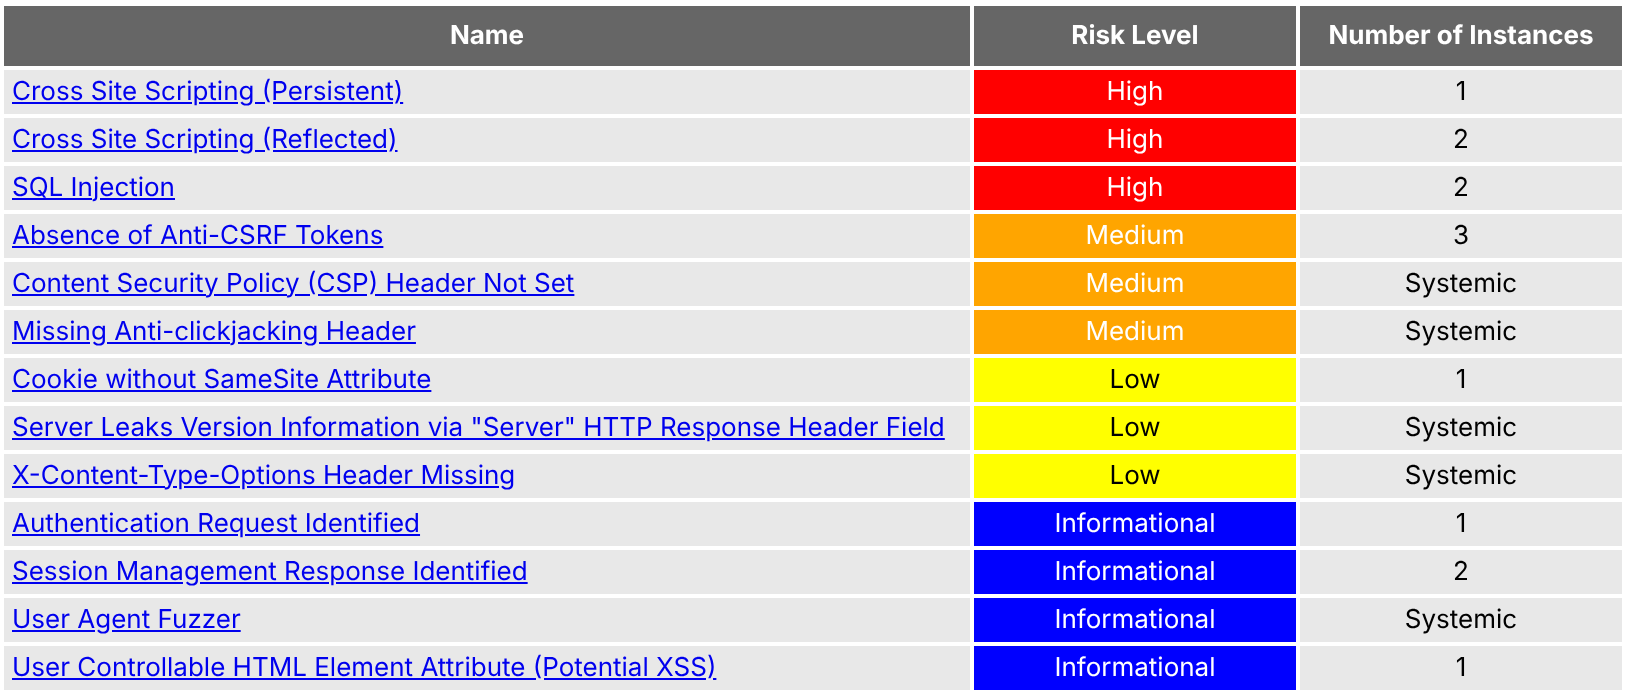 Name Risk Level Number of Instances
Cross Site Scripting (Persistent) High 1
Cross Site Scripting (Reflected) High 2
SQL Injection High 2
Absence of Anti-CSRF Tokens Medium 3
Content Security Policy (CSP) Header Not Set Medium Systemic
Missing Anti-clickjacking Header Medium Systemic
Cookie without SameSite Attribute Low 1
Server Leaks Version Information via "Server" HTTP Response Header Field Low Systemic
X-Content-Type-Options Header Missing Low Systemic
Authentication Request Identified Informational 1
Session Management Response Identified Informational 2
User Agent Fuzzer Informational Systemic
User Controllable HTML Element Attribute (Potential XSS) Informational 1